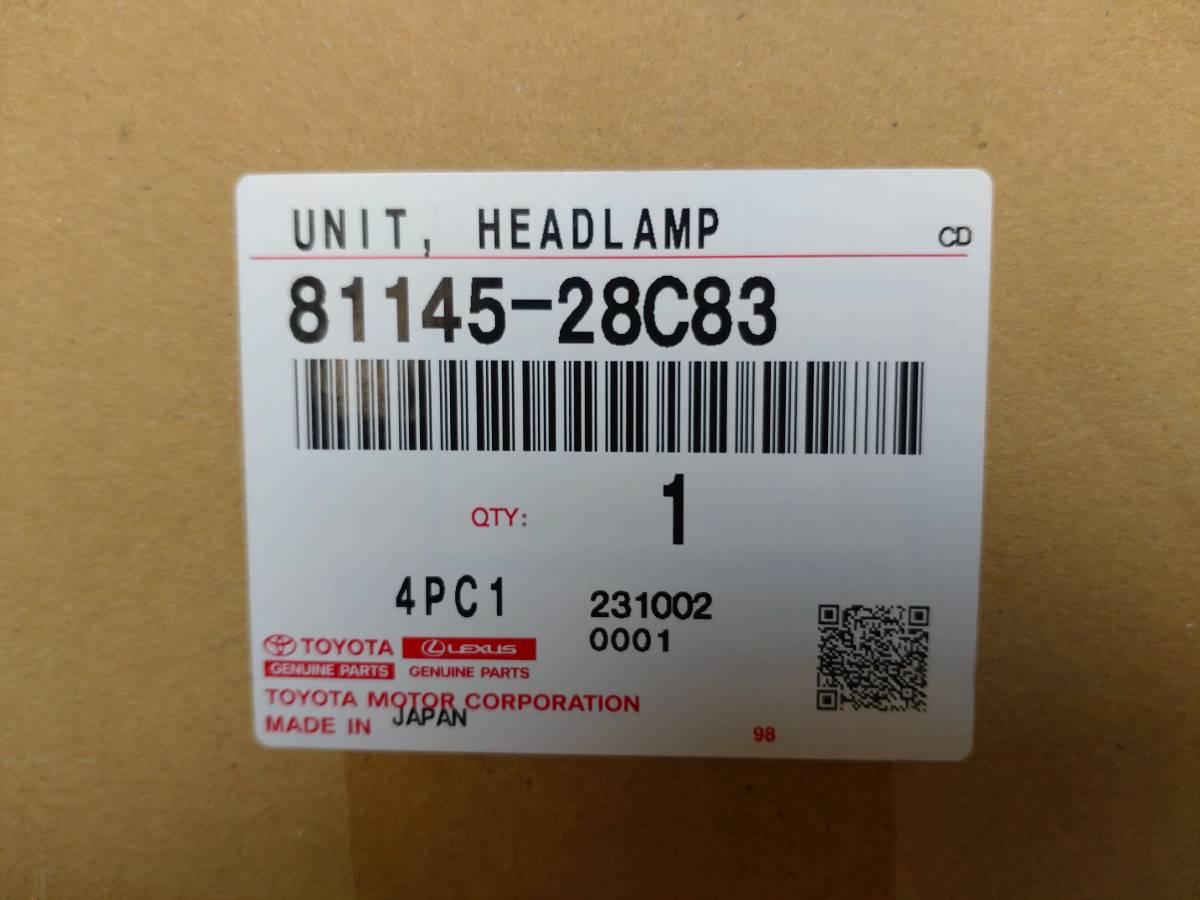 UNIT, HEADLAMP
CD
81145-28C83
QTY: 1
4PC1
231002
0001
TOYOTA LEXUS
GENUINE PARTS GENUINE PARTS
TOYOTA MOTOR CORPORATION
MADE IN JAPAN
98